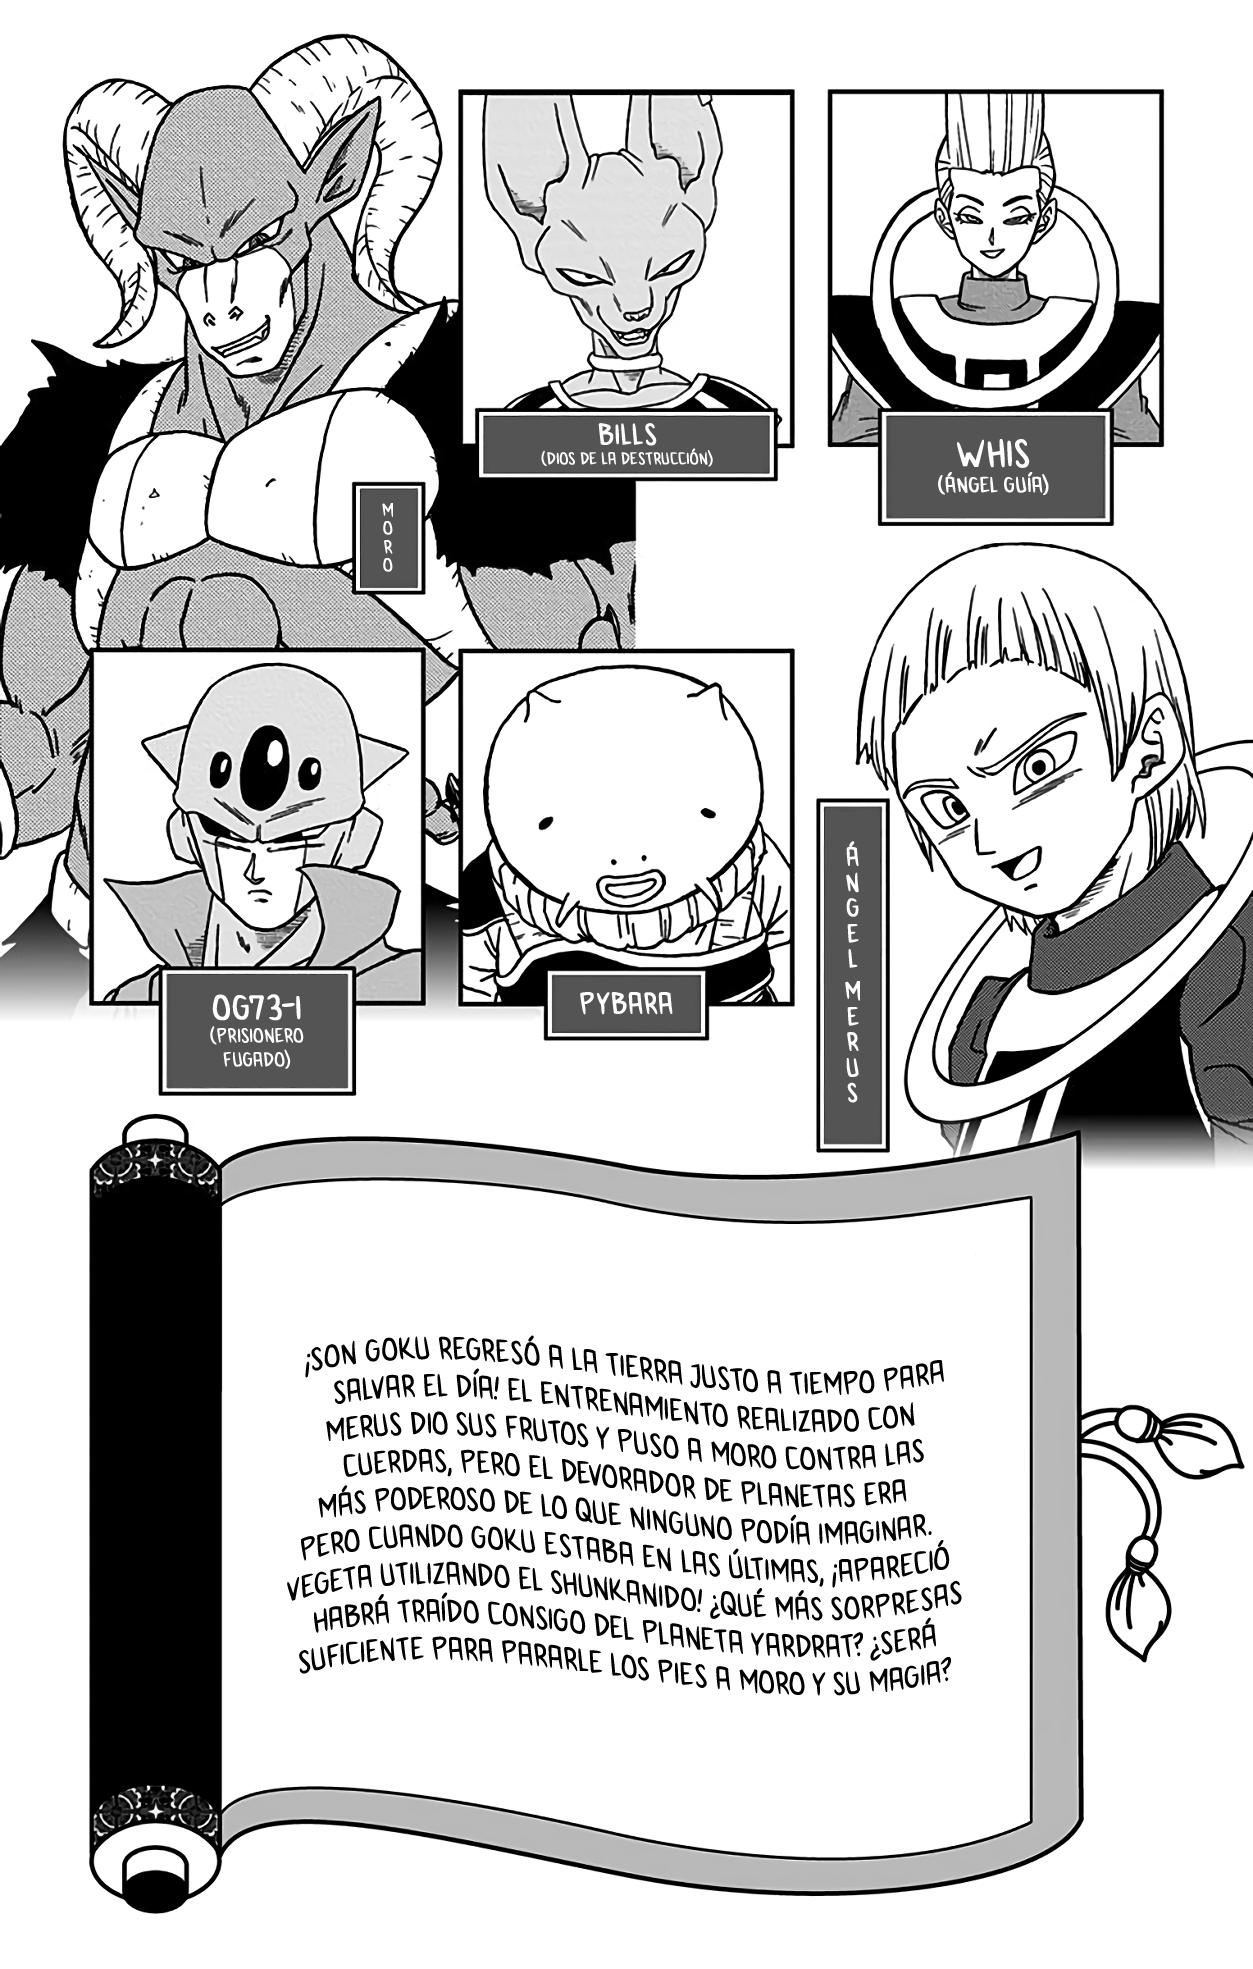 BILLS
(DIOS DE LA DESTRUCCIÓN)
WHIS
(ÁNGEL GUÍA)
MORO
OG73-I
(PRISIONERO
FUGADO)
PYBARA
ÁNGEL MERUS
¡SON GOKU REGRESÓ A LA TIERRA JUSTO A TIEMPO PARA
SALVAR EL DÍA! EL ENTRENAMIENTO REALIZADO CON
MERUS DIO SUS FRUTOS Y PUSO A MORO CONTRA LAS
CUERDAS, PERO EL DEVORADOR DE PLANETAS ERA
MÁS PODEROSO DE LO QUE NINGUNO PODÍA IMAGINAR.
PERO CUANDO GOKU ESTABA EN LAS ÚLTIMAS, ¡APARECIÓ
VEGETA UTILIZANDO EL SHUNKANIDO! ¿QUÉ MÁS SORPRESAS
HABRÁ TRAÍDO CONSIGO DEL PLANETA YARDRAT? ¿SERÁ
SUFICIENTE PARA PARARLE LOS PIES A MORO Y SU MAGIA?